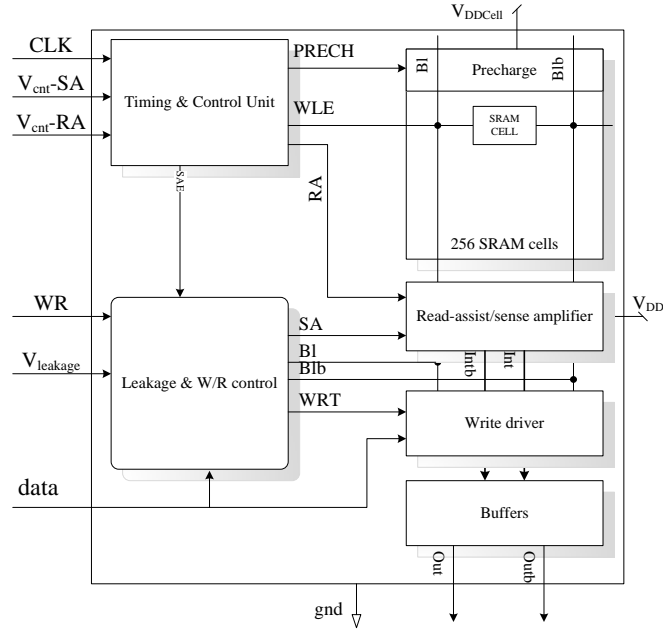 V_DDCell
CLK
V_cnt-SA
V_cnt-RA
Timing & Control Unit
PRECH
WLE
RA
SAE
Bl
Blb
Precharge
SRAM
CELL
256 SRAM cells
WR
V_leakage
data
Leakage & W/R control
SA
Bl
Blb
WRT
Read-assist/sense amplifier
V_DD
Intb
Int
Write driver
Buffers
Out
Outb
gnd